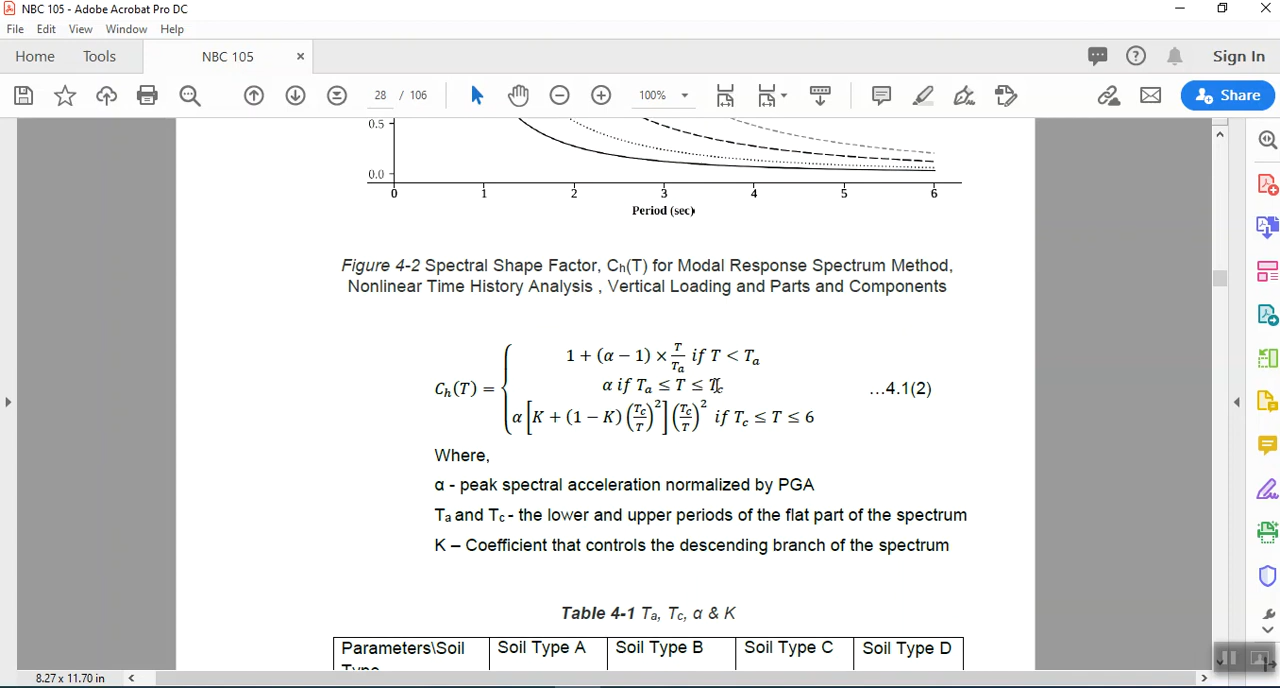 NBC 105 - Adobe Acrobat Pro DC
File Edit View Window Help
Home Tools NBC 105 × Sign In
28 / 106 100% Share
0.5
0.0
0 1 2 3 4 5 6
Period (sec)
Figure 4-2 Spectral Shape Factor, Ch(T) for Modal Response Spectrum Method,
Nonlinear Time History Analysis , Vertical Loading and Parts and Components
1 + (α − 1) × T/Ta if T < Ta
Ch(T) = { α if Ta ≤ T ≤ Tc ...4.1(2)
α [K + (1 − K) (Tc/T)²] (Tc/T)² if Tc ≤ T ≤ 6
Where,
α - peak spectral acceleration normalized by PGA
Ta and Tc - the lower and upper periods of the flat part of the spectrum
K – Coefficient that controls the descending branch of the spectrum
Table 4-1 Ta, Tc, α & K
Parameters\Soil Soil Type A Soil Type B Soil Type C Soil Type D
Type
8.27 x 11.70 in